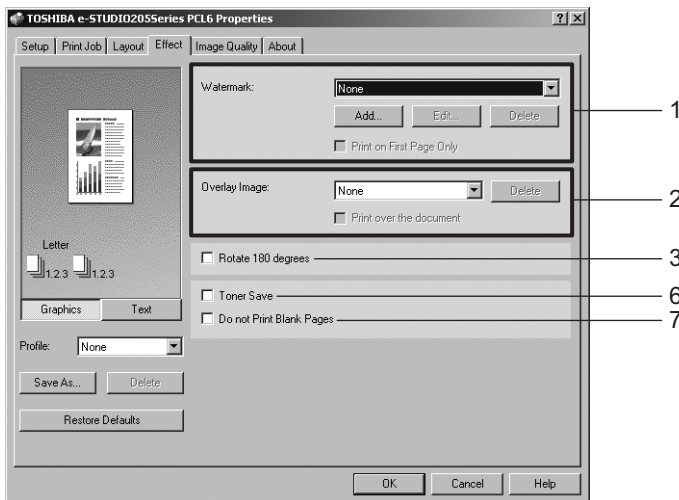 TOSHIBA e-STUDIO205Series PCL6 Properties
Setup Print Job Layout Effect Image Quality About
Watermark: None
Add... Edit... Delete
Print on First Page Only
1
Overlay Image: None Delete
Print over the document
2
Letter
1.2.3 1.2.3
Rotate 180 degrees
3
Graphics Text
Toner Save
6
Do not Print Blank Pages
7
Profile: None
Save As... Delete
Restore Defaults
OK Cancel Help